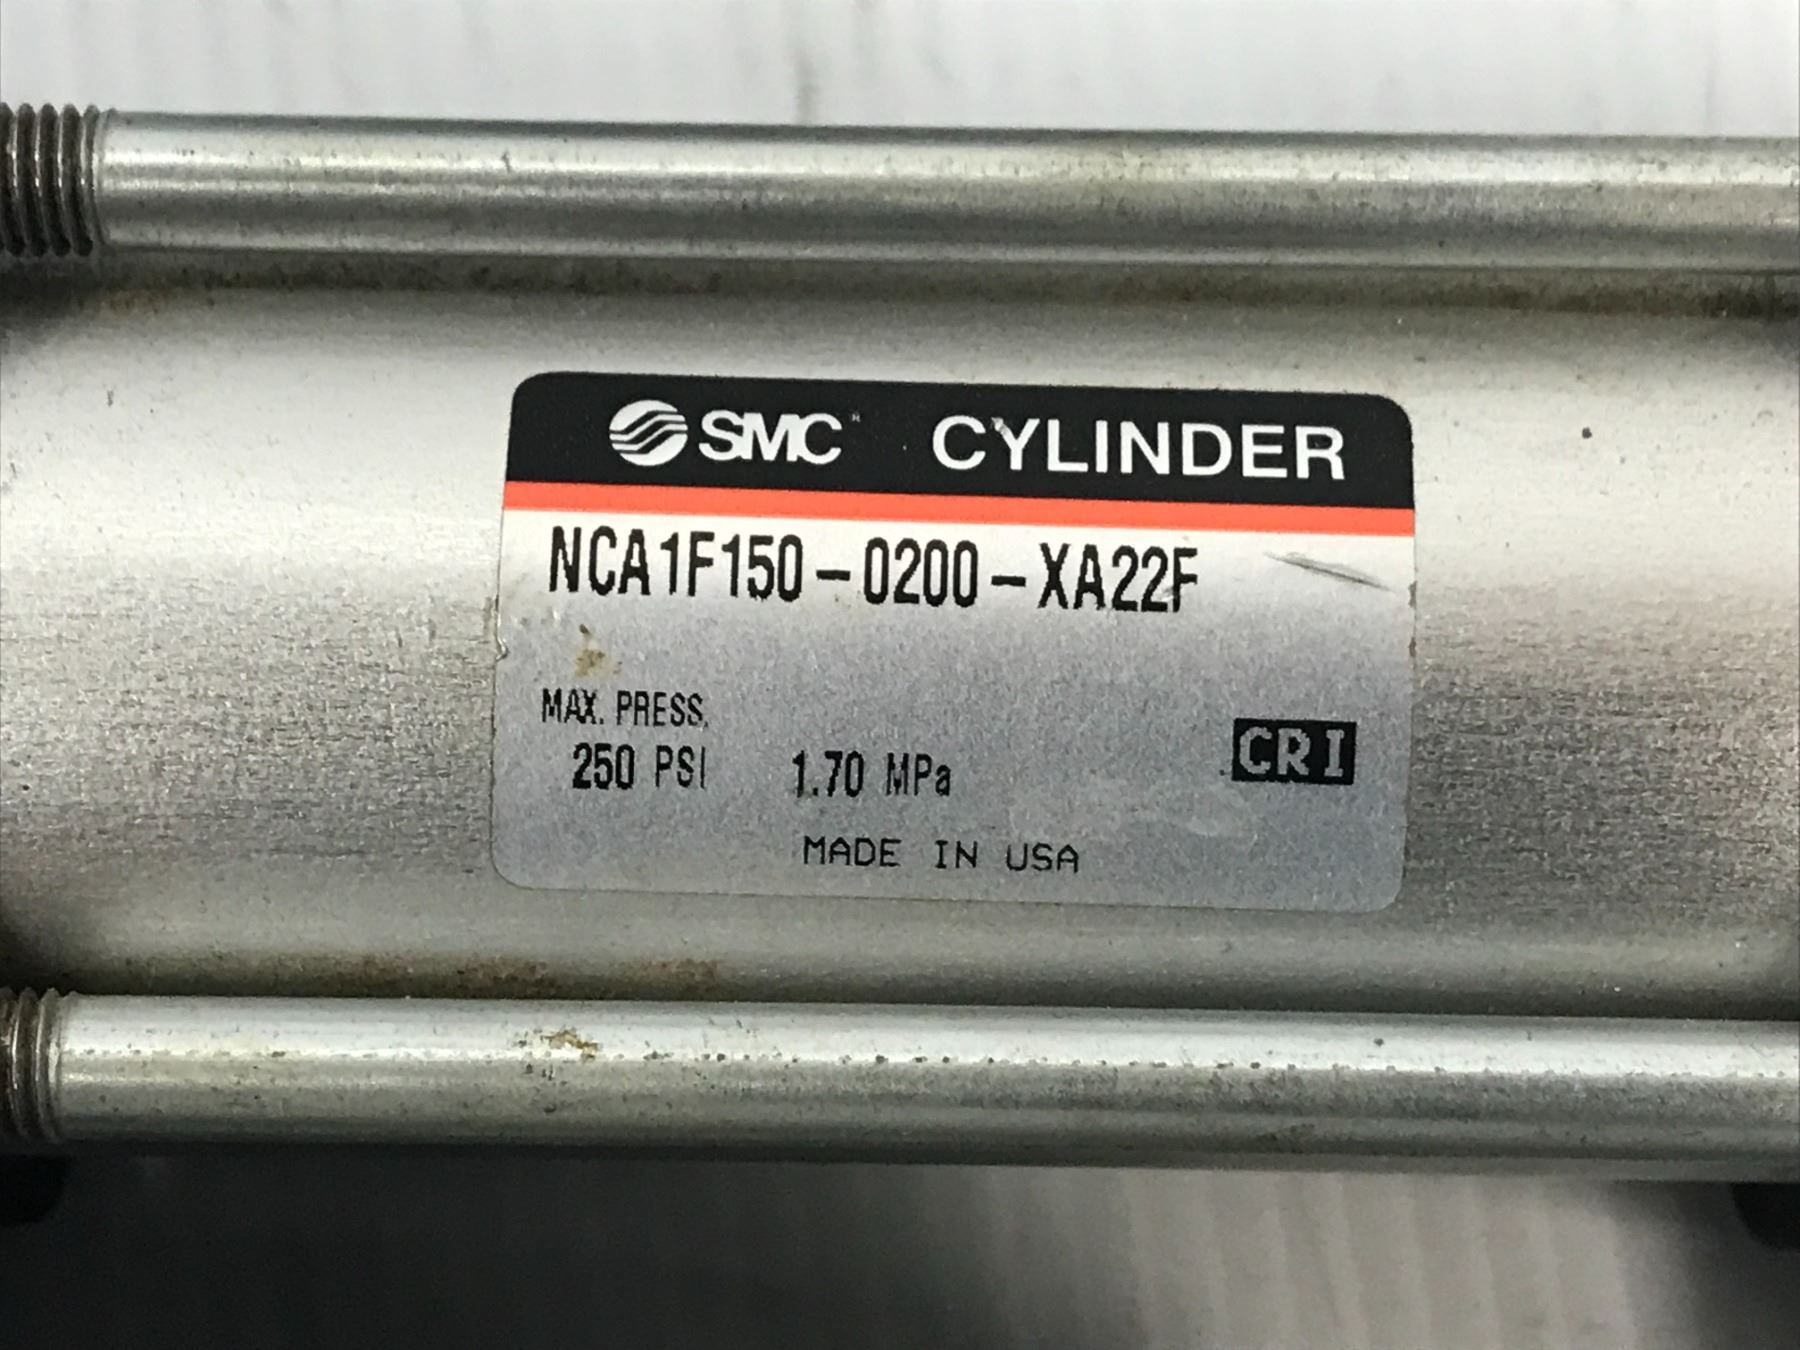 SMC CYLINDER
NCA1F150-0200-XA22F
MAX. PRESS.
250 PSI 1.70 MPa
CRI
MADE IN USA